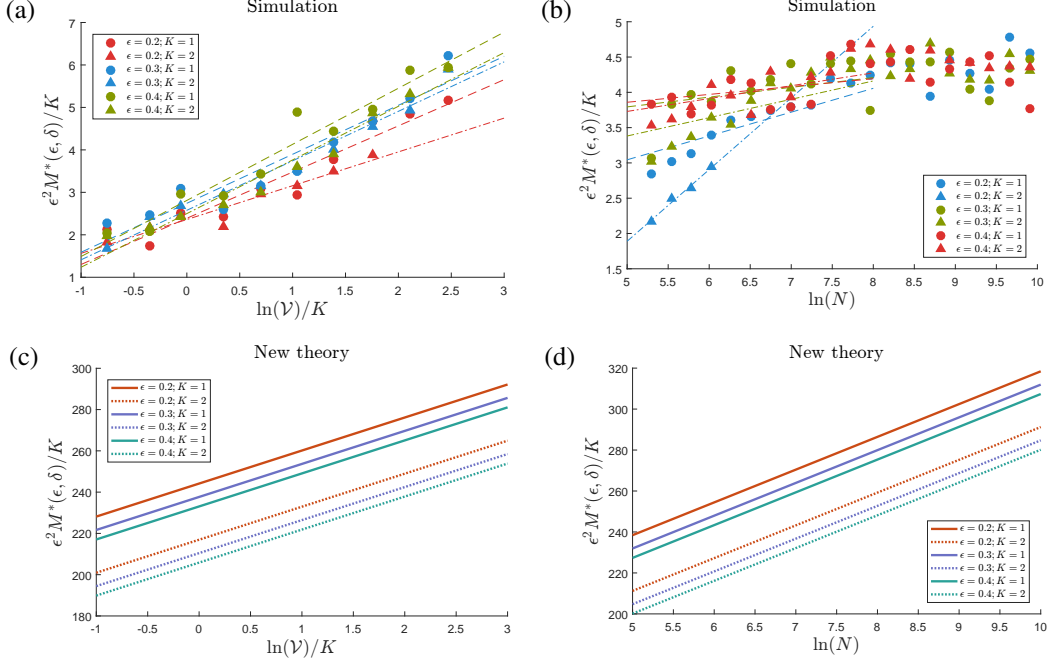 (a)
Simulation
7
6
5
4
3
2
1
-1
-0.5
0
0.5
1
1.5
2
2.5
3
ln(𝒱)/K
ϵ²M*(ϵ, δ)/K
ϵ = 0.2; K = 1
ϵ = 0.2; K = 2
ϵ = 0.3; K = 1
ϵ = 0.3; K = 2
ϵ = 0.4; K = 1
ϵ = 0.4; K = 2
(b)
Simulation
5
4.5
4
3.5
3
2.5
2
1.5
5
5.5
6
6.5
7
7.5
8
8.5
9
9.5
10
ln(N)
ϵ²M*(ϵ, δ)/K
ϵ = 0.2; K = 1
ϵ = 0.2; K = 2
ϵ = 0.3; K = 1
ϵ = 0.3; K = 2
ϵ = 0.4; K = 1
ϵ = 0.4; K = 2
(c)
New theory
300
280
260
240
220
200
180
-1
-0.5
0
0.5
1
1.5
2
2.5
3
ln(𝒱)/K
ϵ²M*(ϵ, δ)/K
ϵ = 0.2; K = 1
ϵ = 0.2; K = 2
ϵ = 0.3; K = 1
ϵ = 0.3; K = 2
ϵ = 0.4; K = 1
ϵ = 0.4; K = 2
(d)
New theory
320
300
280
260
240
220
200
5
5.5
6
6.5
7
7.5
8
8.5
9
9.5
10
ln(N)
ϵ²M*(ϵ, δ)/K
ϵ = 0.2; K = 1
ϵ = 0.2; K = 2
ϵ = 0.3; K = 1
ϵ = 0.3; K = 2
ϵ = 0.4; K = 1
ϵ = 0.4; K = 2